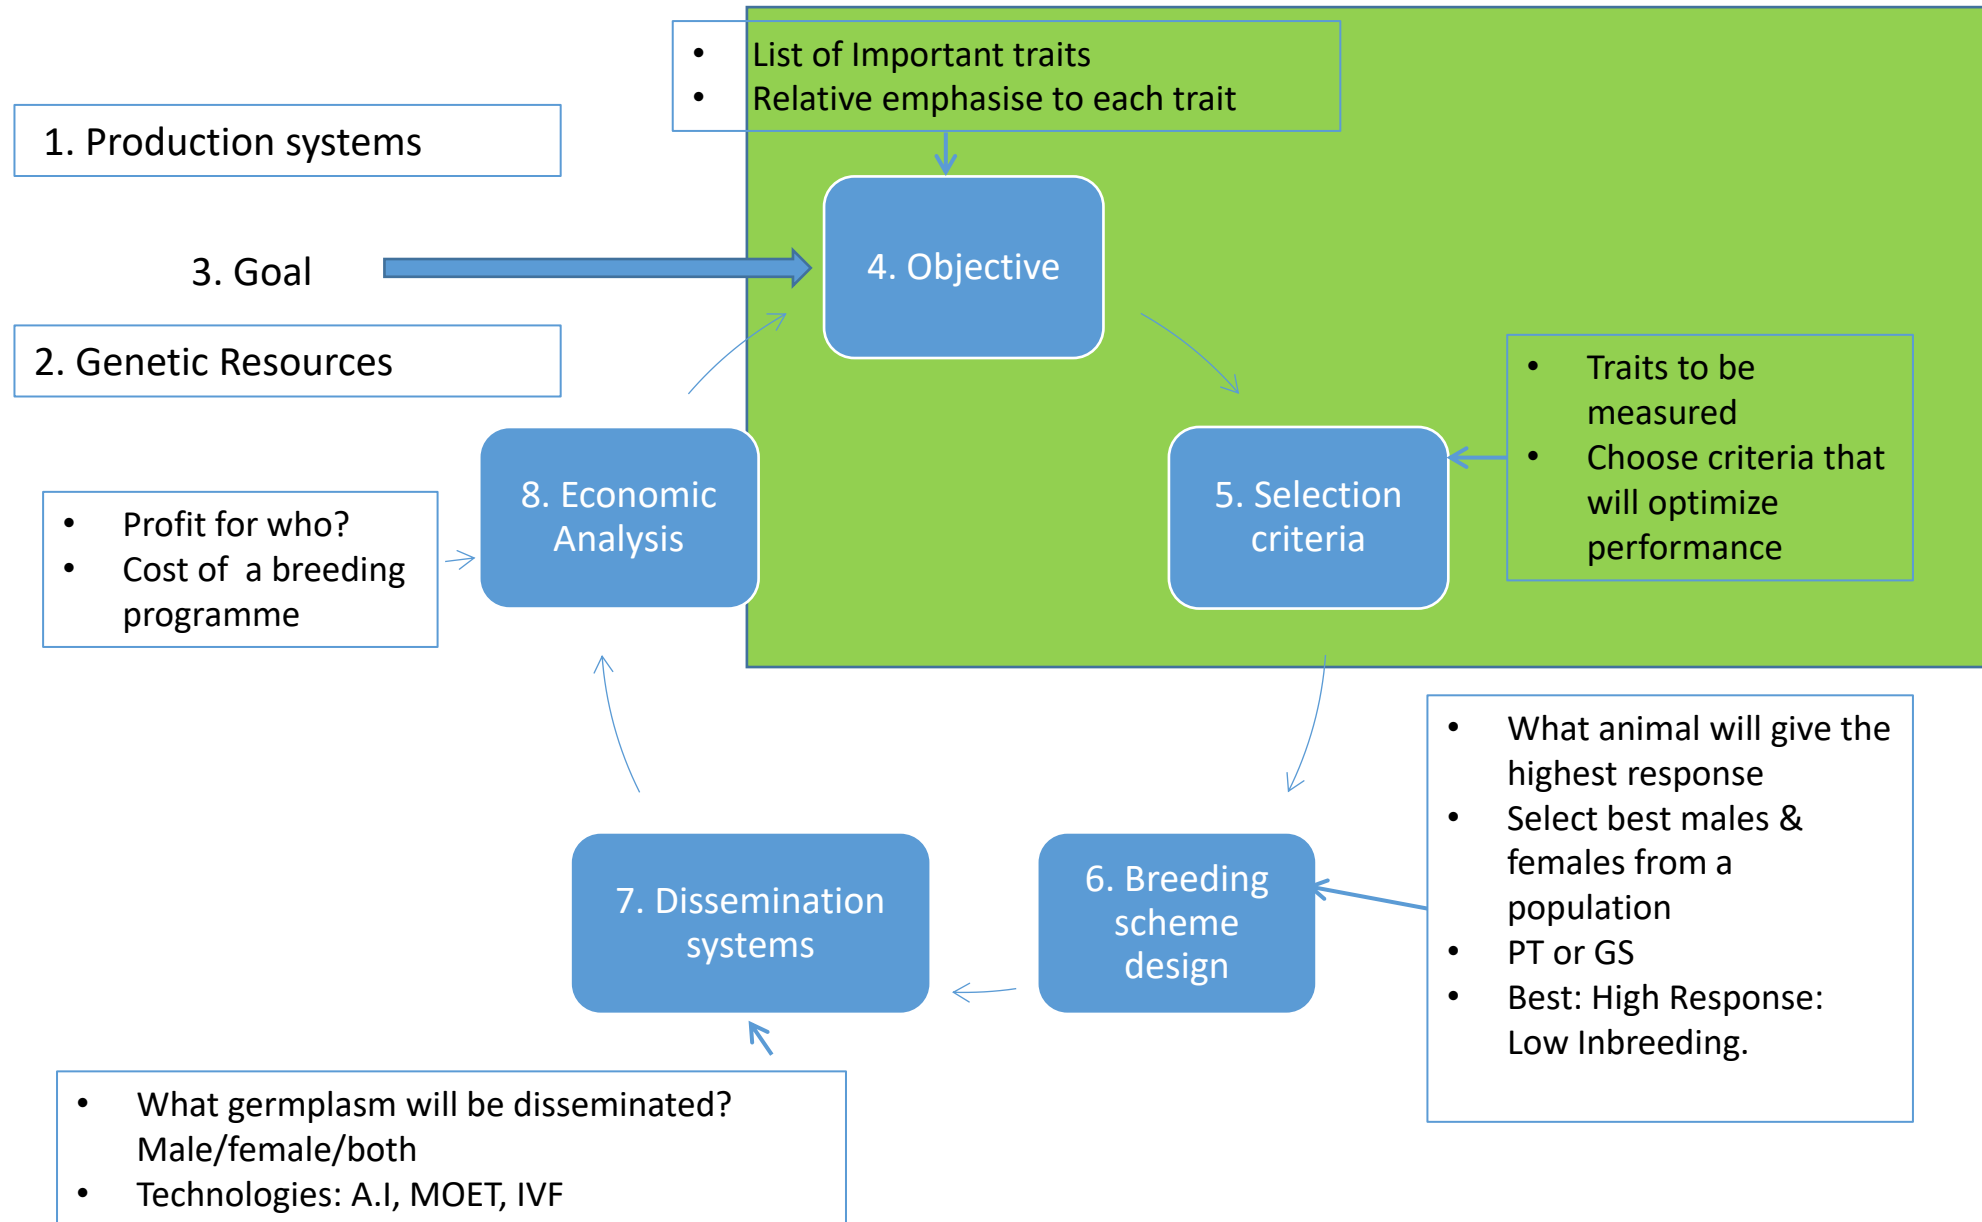 • List of Important traits
• Relative emphasise to each trait
1. Production systems
3. Goal
4. Objective
2. Genetic Resources
• Traits to be
measured
• Choose criteria that
will optimize
performance
5. Selection
criteria
8. Economic
Analysis
• Profit for who?
• Cost of a breeding
programme
• What animal will give the
highest response
• Select best males &
females from a
population
• PT or GS
• Best: High Response:
Low Inbreeding.
6. Breeding
scheme
design
7. Dissemination
systems
• What germplasm will be disseminated?
Male/female/both
• Technologies: A.I, MOET, IVF